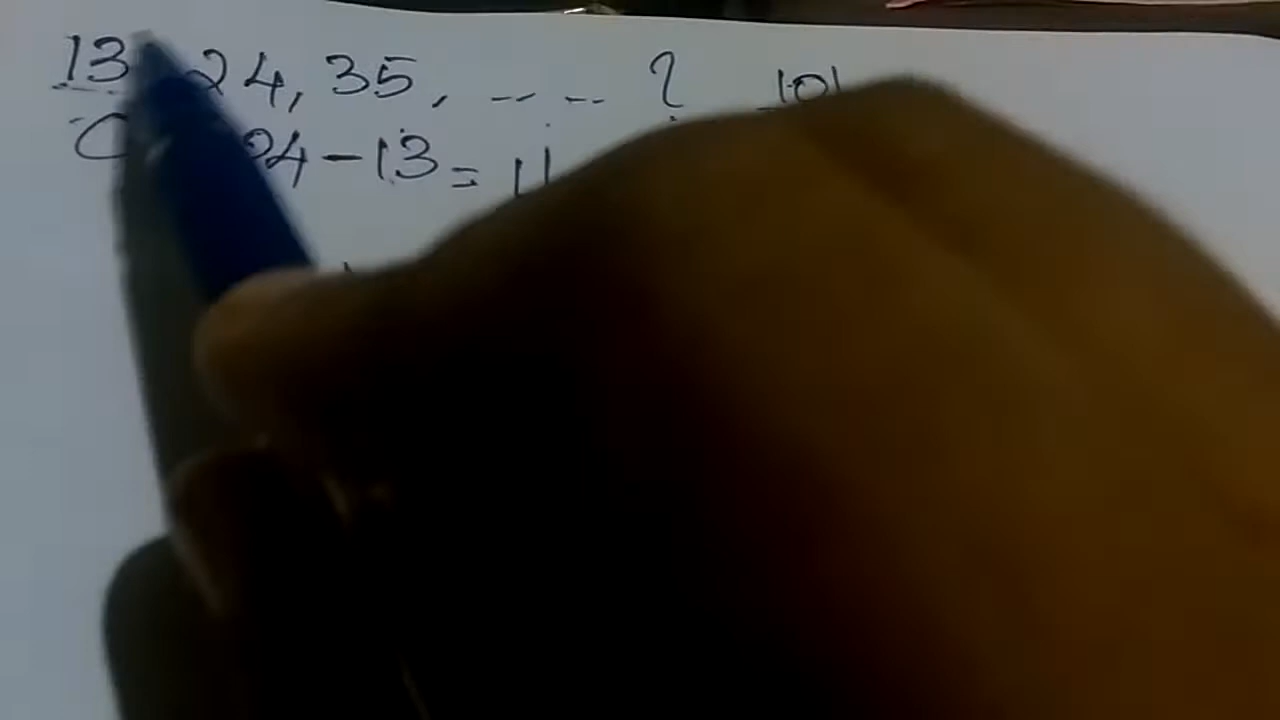 13, 24, 35, -- -- ? 101
24 - 13 = 11